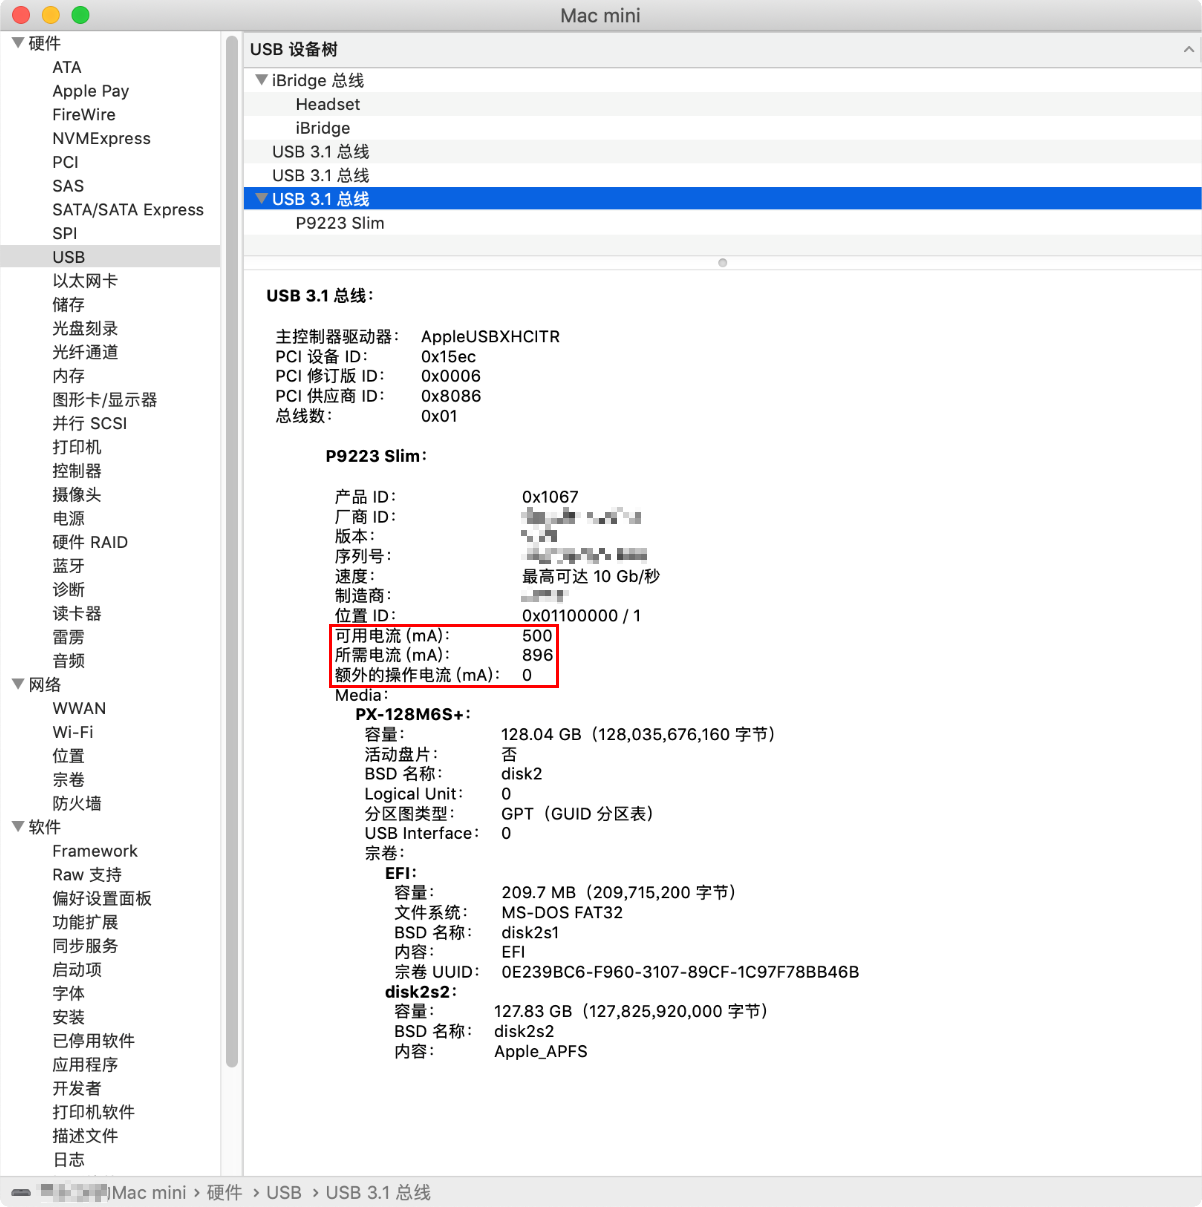 Mac mini
硬件
ATA
Apple Pay
FireWire
NVMExpress
PCI
SAS
SATA/SATA Express
SPI
USB
以太网卡
储存
光盘刻录
光纤通道
内存
图形卡/显示器
并行 SCSI
打印机
控制器
摄像头
电源
硬件 RAID
蓝牙
诊断
读卡器
雷雳
音频
网络
WWAN
Wi-Fi
位置
宗卷
防火墙
软件
Framework
Raw 支持
偏好设置面板
功能扩展
同步服务
启动项
字体
安装
已停用软件
应用程序
开发者
打印机软件
描述文件
日志
USB 设备树
iBridge 总线
Headset
iBridge
USB 3.1 总线
USB 3.1 总线
USB 3.1 总线
P9223 Slim
USB 3.1 总线：
主控制器驱动器： AppleUSBXHCITR
PCI 设备 ID： 0x15ec
PCI 修订版 ID： 0x0006
PCI 供应商 ID： 0x8086
总线数： 0x01
P9223 Slim：
产品 ID： 0x1067
厂商 ID：
版本：
序列号：
速度： 最高可达 10 Gb/秒
制造商：
位置 ID： 0x01100000 / 1
可用电流 (mA)： 500
所需电流 (mA)： 896
额外的操作电流 (mA)： 0
Media：
PX-128M6S+：
容量： 128.04 GB（128,035,676,160 字节）
活动盘片： 否
BSD 名称： disk2
Logical Unit： 0
分区图类型： GPT（GUID 分区表）
USB Interface： 0
宗卷：
EFI：
容量： 209.7 MB（209,715,200 字节）
文件系统： MS-DOS FAT32
BSD 名称： disk2s1
内容： EFI
宗卷 UUID： 0E239BC6-F960-3107-89CF-1C97F78BB46B
disk2s2：
容量： 127.83 GB（127,825,920,000 字节）
BSD 名称： disk2s2
内容： Apple_APFS
Mac mini › 硬件 › USB › USB 3.1 总线